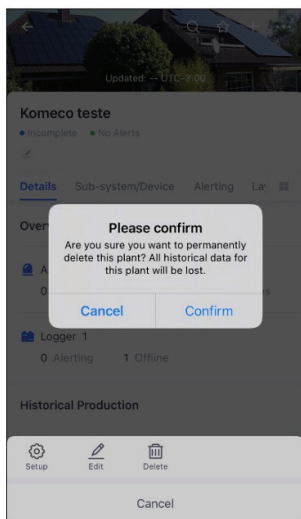 Updated: -- UTC-3:00
Komeco teste
Incomplete No Alerts
Details Sub-system/Device Alerting La
Over
Please confirm
Are you sure you want to permanently
delete this plant? All historical data for
this plant will be lost.
Cancel Confirm
A
0 s
Logger 1
0 Alerting 1 Offline
Historical Production
Setup Edit Delete
Cancel